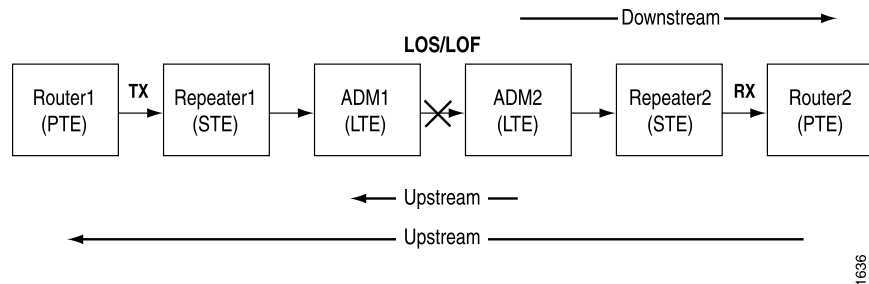 Downstream
LOS/LOF
Router1
(PTE)
TX
Repeater1
(STE)
ADM1
(LTE)
ADM2
(LTE)
Repeater2
(STE)
RX
Router2
(PTE)
Upstream
Upstream
1636